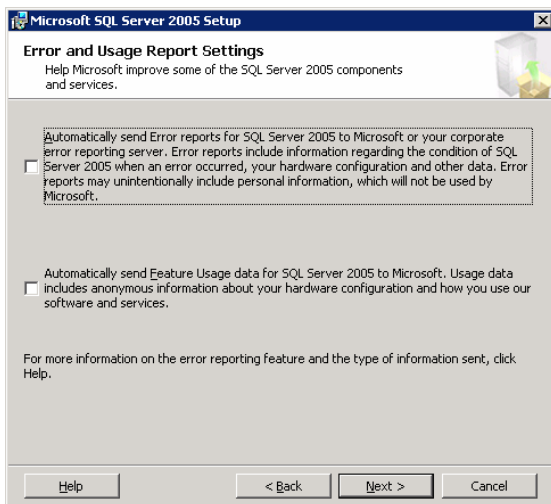 Microsoft SQL Server 2005 Setup
Error and Usage Report Settings
Help Microsoft improve some of the SQL Server 2005 components
and services.
Automatically send Error reports for SQL Server 2005 to Microsoft or your corporate
error reporting server. Error reports include information regarding the condition of SQL
Server 2005 when an error occurred, your hardware configuration and other data. Error
reports may unintentionally include personal information, which will not be used by
Microsoft.
Automatically send Feature Usage data for SQL Server 2005 to Microsoft. Usage data
includes anonymous information about your hardware configuration and how you use our
software and services.
For more information on the error reporting feature and the type of information sent, click
Help.
Help
< Back
Next >
Cancel